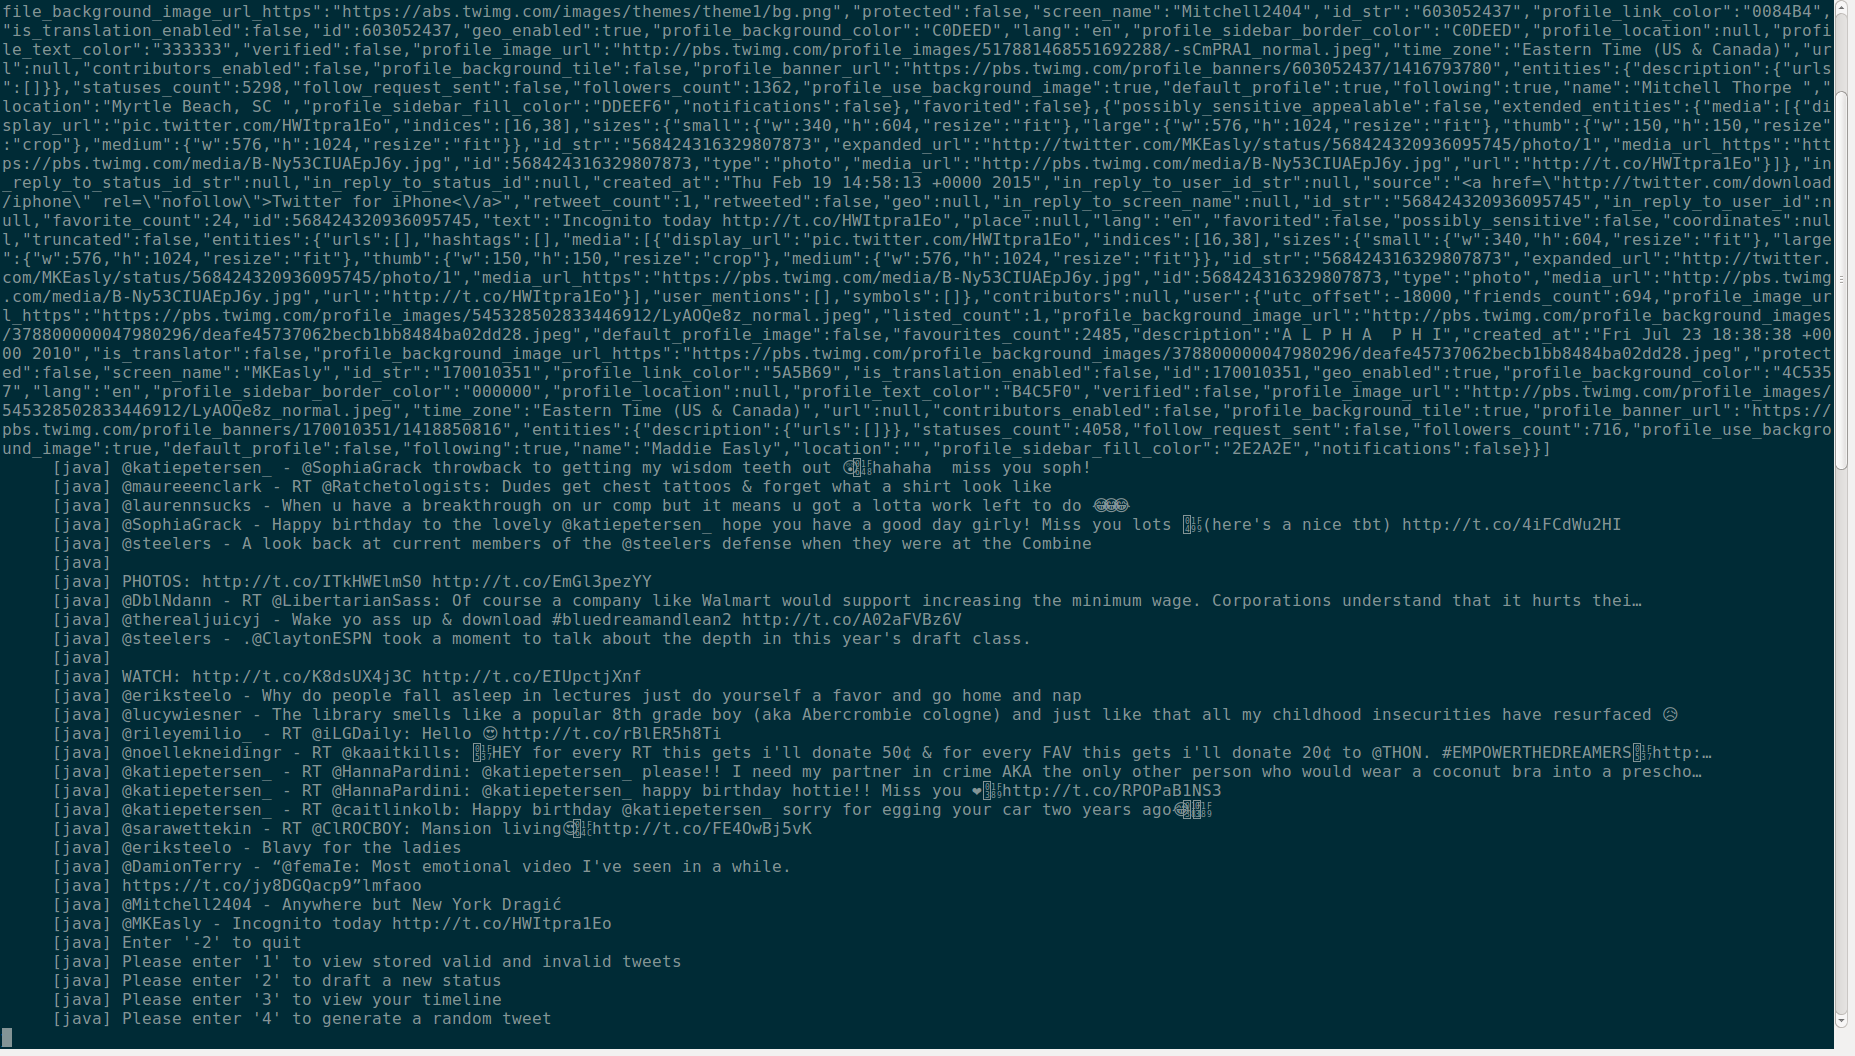 file_background_image_url_https":"https://abs.twimg.com/images/themes/theme1/bg.png","protected":false,"screen_name":"Mitchell2404","id_str":"603052437","profile_link_color":"0084B4",
"is_translation_enabled":false,"id":603052437,"geo_enabled":true,"profile_background_color":"C0DEED","lang":"en","profile_sidebar_border_color":"C0DEED","profile_location":null,"profi
le_text_color":"333333","verified":false,"profile_image_url":"http://pbs.twimg.com/profile_images/517881468551692288/-sCmPRA1_normal.jpeg","time_zone":"Eastern Time (US & Canada)","ur
l":null,"contributors_enabled":false,"profile_background_tile":false,"profile_banner_url":"https://pbs.twimg.com/profile_banners/603052437/1416793780","entities":{"description":{"urls
":[]}},"statuses_count":5298,"follow_request_sent":false,"followers_count":1362,"profile_use_background_image":true,"default_profile":true,"following":true,"name":"Mitchell Thorpe ","
location":"Myrtle Beach, SC ","profile_sidebar_fill_color":"DDEEF6","notifications":false},"favorited":false},{"possibly_sensitive_appealable":false,"extended_entities":{"media":[{"di
splay_url":"pic.twitter.com/HWItpra1Eo","indices":[16,38],"sizes":{"small":{"w":340,"h":604,"resize":"fit"},"large":{"w":576,"h":1024,"resize":"fit"},"thumb":{"w":150,"h":150,"resize"
:"crop"},"medium":{"w":576,"h":1024,"resize":"fit"}},"id_str":"568424316329807873","expanded_url":"http://twitter.com/MKEasly/status/568424320936095745/photo/1","media_url_https":"htt
ps://pbs.twimg.com/media/B-Ny53CIUAEpJ6y.jpg","id":568424316329807873,"type":"photo","media_url":"http://pbs.twimg.com/media/B-Ny53CIUAEpJ6y.jpg","url":"http://t.co/HWItpra1Eo"}]},"in
_reply_to_status_id_str":null,"in_reply_to_status_id":null,"created_at":"Thu Feb 19 14:58:13 +0000 2015","in_reply_to_user_id_str":null,"source":"<a href=\"http://twitter.com/download
/iphone\" rel=\"nofollow\">Twitter for iPhone<\/a>","retweet_count":1,"retweeted":false,"geo":null,"in_reply_to_screen_name":null,"id_str":"568424320936095745","in_reply_to_user_id":n
ull,"favorite_count":24,"id":568424320936095745,"text":"Incognito today http://t.co/HWItpra1Eo","place":null,"lang":"en","favorited":false,"possibly_sensitive":false,"coordinates":nul
l,"truncated":false,"entities":{"urls":[],"hashtags":[],"media":[{"display_url":"pic.twitter.com/HWItpra1Eo","indices":[16,38],"sizes":{"small":{"w":340,"h":604,"resize":"fit"},"large
":{"w":576,"h":1024,"resize":"fit"},"thumb":{"w":150,"h":150,"resize":"crop"},"medium":{"w":576,"h":1024,"resize":"fit"}},"id_str":"568424316329807873","expanded_url":"http://twitter.
com/MKEasly/status/568424320936095745/photo/1","media_url_https":"https://pbs.twimg.com/media/B-Ny53CIUAEpJ6y.jpg","id":568424316329807873,"type":"photo","media_url":"http://pbs.twimg
.com/media/B-Ny53CIUAEpJ6y.jpg","url":"http://t.co/HWItpra1Eo"}],"user_mentions":[],"symbols":[]},"contributors":null,"user":{"utc_offset":-18000,"friends_count":694,"profile_image_ur
l_https":"https://pbs.twimg.com/profile_images/545328502833446912/LyAOQe8z_normal.jpeg","listed_count":1,"profile_background_image_url":"http://pbs.twimg.com/profile_background_images
/378800000047980296/deafe45737062becb1bb8484ba02dd28.jpeg","default_profile_image":false,"favourites_count":2485,"description":"A L P H A  P H I","created_at":"Fri Jul 23 18:38:38 +00
00 2010","is_translator":false,"profile_background_image_url_https":"https://pbs.twimg.com/profile_background_images/378800000047980296/deafe45737062becb1bb8484ba02dd28.jpeg","protect
ed":false,"screen_name":"MKEasly","id_str":"170010351","profile_link_color":"5A5B69","is_translation_enabled":false,"id":170010351,"geo_enabled":true,"profile_background_color":"4C535
7","lang":"en","profile_sidebar_border_color":"000000","profile_location":null,"profile_text_color":"B4C5F0","verified":false,"profile_image_url":"http://pbs.twimg.com/profile_images/
545328502833446912/LyAOQe8z_normal.jpeg","time_zone":"Eastern Time (US & Canada)","url":null,"contributors_enabled":false,"profile_background_tile":true,"profile_banner_url":"https://
pbs.twimg.com/profile_banners/170010351/1418850816","entities":{"description":{"urls":[]}},"statuses_count":4058,"follow_request_sent":false,"followers_count":716,"profile_use_backgro
und_image":true,"default_profile":false,"following":true,"name":"Maddie Easly","location":"","profile_sidebar_fill_color":"2E2A2E","notifications":false}}]
[java] @katiepetersen_ - @SophiaGrack throwback to getting my wisdom teeth out hahaha  miss you soph!
[java] @maureeenclark - RT @Ratchetologists: Dudes get chest tattoos & forget what a shirt look like
[java] @laurennsucks - When u have a breakthrough on ur comp but it means u got a lotta work left to do 😂😂😂
[java] @SophiaGrack - Happy birthday to the lovely @katiepetersen_ hope you have a good day girly! Miss you lots (here's a nice tbt) http://t.co/4iFCdWu2HI
[java] @steelers - A look back at current members of the @steelers defense when they were at the Combine
[java]
[java] PHOTOS: http://t.co/ITkHWElmS0 http://t.co/EmGl3pezYY
[java] @DblNdann - RT @LibertarianSass: Of course a company like Walmart would support increasing the minimum wage. Corporations understand that it hurts thei…
[java] @therealjuicyj - Wake yo ass up & download #bluedreamandlean2 http://t.co/A02aFVBz6V
[java] @steelers - .@ClaytonESPN took a moment to talk about the depth in this year's draft class.
[java]
[java] WATCH: http://t.co/K8dsUX4j3C http://t.co/EIUpctjXnf
[java] @eriksteelo - Why do people fall asleep in lectures just do yourself a favor and go home and nap
[java] @lucywiesner - The library smells like a popular 8th grade boy (aka Abercrombie cologne) and just like that all my childhood insecurities have resurfaced 😥
[java] @rileyemilio_ - RT @iLGDaily: Hello 😍http://t.co/rBlER5h8Ti
[java] @noellekneidingr - RT @kaaitkills: HEY for every RT this gets i'll donate 50¢ & for every FAV this gets i'll donate 20¢ to @THON. #EMPOWERTHEDREAMERS http:…
[java] @katiepetersen_ - RT @HannaPardini: @katiepetersen_ please!! I need my partner in crime AKA the only other person who would wear a coconut bra into a prescho…
[java] @katiepetersen_ - RT @HannaPardini: @katiepetersen_ happy birthday hottie!! Miss you ❤http://t.co/RPOPaB1NS3
[java] @katiepetersen_ - RT @caitlinkolb: Happy birthday @katiepetersen_ sorry for egging your car two years ago😂
[java] @sarawettekin - RT @ClROCBOY: Mansion living😍http://t.co/FE4OwBj5vK
[java] @eriksteelo - Blavy for the ladies
[java] @DamionTerry - “@femaIe: Most emotional video I've seen in a while.
[java] https://t.co/jy8DGQacp9”lmfaoo
[java] @Mitchell2404 - Anywhere but New York Dragić
[java] @MKEasly - Incognito today http://t.co/HWItpra1Eo
[java] Enter '-2' to quit
[java] Please enter '1' to view stored valid and invalid tweets
[java] Please enter '2' to draft a new status
[java] Please enter '3' to view your timeline
[java] Please enter '4' to generate a random tweet